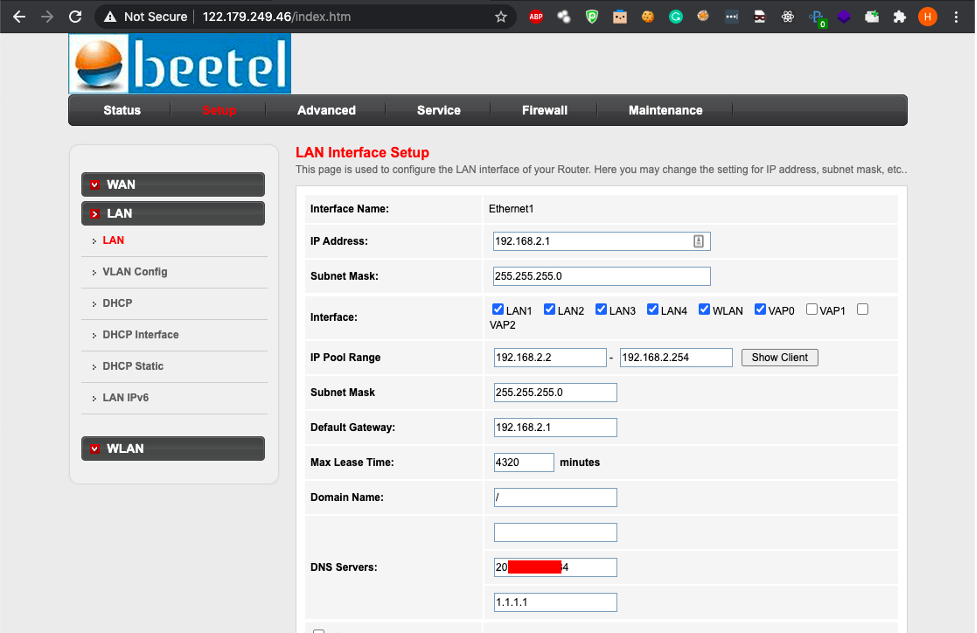 Not Secure 122.179.249.46/index.htm ABP 0 H
beetel
Status Setup Advanced Service Firewall Maintenance
LAN Interface Setup
This page is used to configure the LAN interface of your Router. Here you may change the setting for IP address, subnet mask, etc..
WAN
LAN
LAN
VLAN Config
DHCP
DHCP Interface
DHCP Static
LAN IPv6
WLAN
Interface Name: Ethernet1
IP Address: 192.168.2.1
Subnet Mask: 255.255.255.0
Interface: LAN1 LAN2 LAN3 LAN4 WLAN VAP0 VAP1
VAP2
IP Pool Range 192.168.2.2 - 192.168.2.254 Show Client
Subnet Mask 255.255.255.0
Default Gateway: 192.168.2.1
Max Lease Time: 4320 minutes
Domain Name: /
DNS Servers: 20 4
1.1.1.1